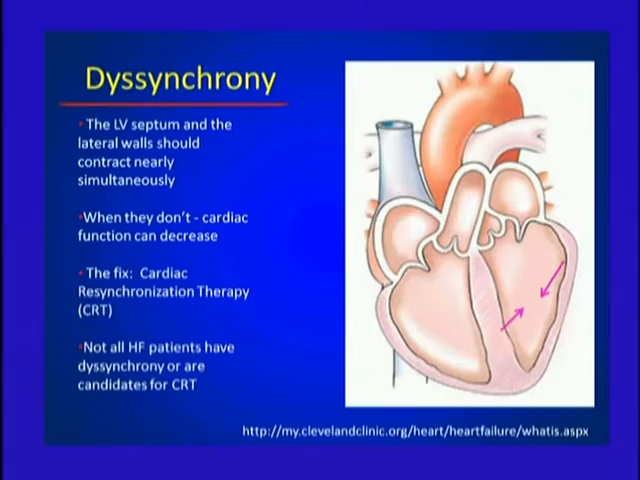 Dyssynchrony
• The LV septum and the
lateral walls should
contract nearly
simultaneously
•When they don't - cardiac
function can decrease
• The fix: Cardiac
Resynchronization Therapy
(CRT)
•Not all HF patients have
dyssynchrony or are
candidates for CRT
http://my.clevelandclinic.org/heart/heartfailure/whatis.aspx